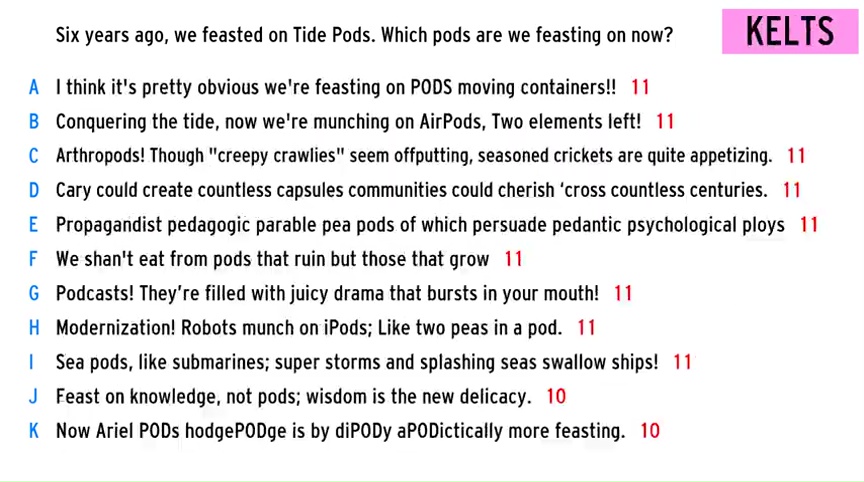 Six years ago, we feasted on Tide Pods. Which pods are we feasting on now?
KELTS
A I think it's pretty obvious we're feasting on PODS moving containers!! 11
B Conquering the tide, now we're munching on AirPods, Two elements left! 11
C Arthropods! Though "creepy crawlies" seem offputting, seasoned crickets are quite appetizing. 11
D Cary could create countless capsules communities could cherish ‘cross countless centuries. 11
E Propagandist pedagogic parable pea pods of which persuade pedantic psychological ploys 11
F We shan't eat from pods that ruin but those that grow 11
G Podcasts! They’re filled with juicy drama that bursts in your mouth! 11
H Modernization! Robots munch on iPods; Like two peas in a pod. 11
I Sea pods, like submarines; super storms and splashing seas swallow ships! 11
J Feast on knowledge, not pods; wisdom is the new delicacy. 10
K Now Ariel PODs hodgePODge is by diPODy aPODictically more feasting. 10